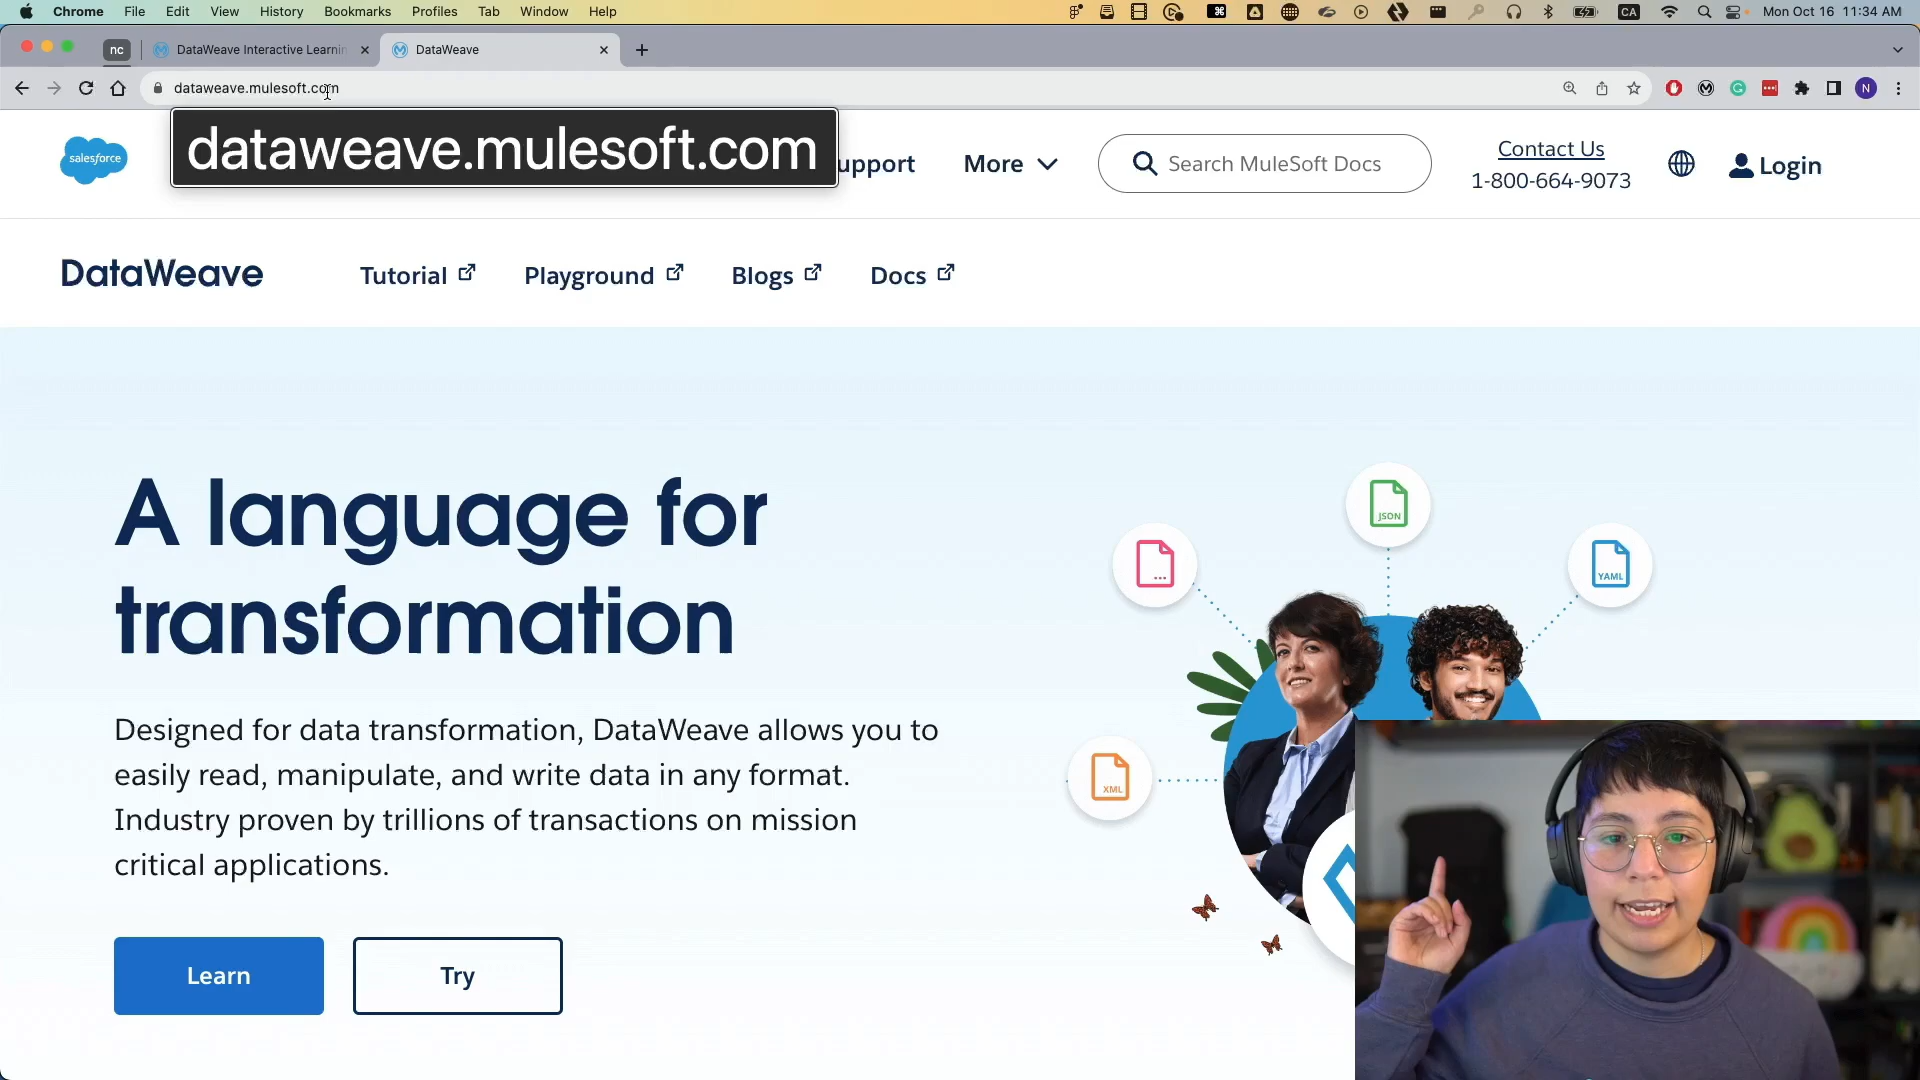 Chrome File Edit View History Bookmarks Profiles Tab Window Help CA Mon Oct 16 11:34 AM
nc DataWeave Interactive Learnin DataWeave
dataweave.mulesoft.com N
dataweave.mulesoft.com
salesforce upport More Search MuleSoft Docs Contact Us Login
1-800-664-9073
DataWeave Tutorial Playground Blogs Docs
A language for
transformation
JSON
YAML
XML
Designed for data transformation, DataWeave allows you to
easily read, manipulate, and write data in any format.
Industry proven by trillions of transactions on mission
critical applications.
Learn Try